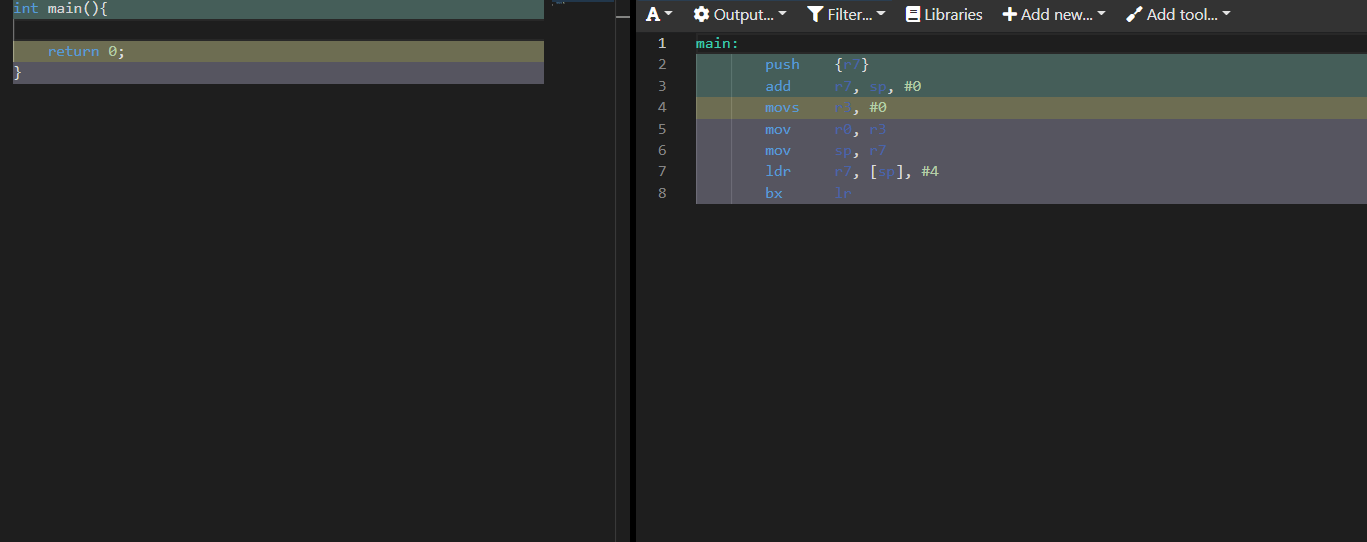 int main(){
return 0;
}
A Output... Filter... Libraries Add new... Add tool...
1 main:
2 push {r7}
3 add r7, sp, #0
4 movs r3, #0
5 mov r0, r3
6 mov sp, r7
7 ldr r7, [sp], #4
8 bx lr